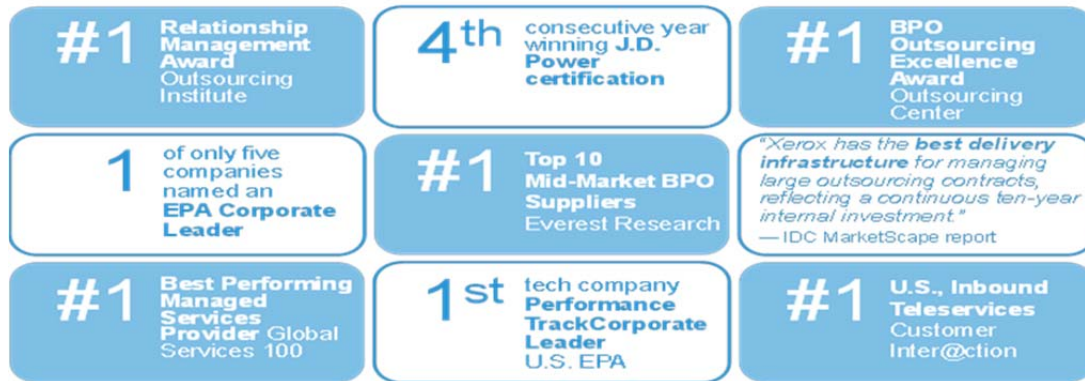 #1
Relationship
Management
Award
Outsourcing
Institute
4th
consecutive year
winning J.D.
Power
certification
#1
BPO
Outsourcing
Excellence
Award
Outsourcing
Center
1
of only five
companies
named an
EPA Corporate
Leader
#1
Top 10
Mid-Market BPO
Suppliers
Everest Research
"Xerox has the best delivery
infrastructure for managing
large outsourcing contracts,
reflecting a continuous ten-year
internal investment."
— IDC MarketScape report
#1
Best Performing
Managed
Services
Provider Global
Services 100
1st
tech company
Performance
TrackCorporate
Leader
U.S. EPA
#1
U.S., Inbound
Teleservices
Customer
Inter@ction